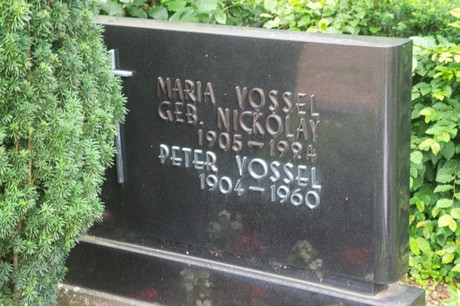 MARIA VOSSEL
GEB. NICKOLAY
1905-1994
PETER VOSSEL
1904-1960